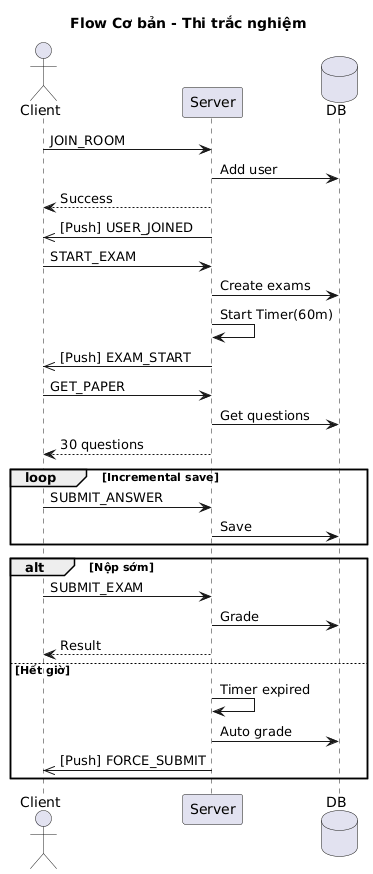 Flow Cơ bản - Thi trắc nghiệm
Client
Server
DB
JOIN_ROOM
Add user
Success
[Push] USER_JOINED
START_EXAM
Create exams
Start Timer(60m)
[Push] EXAM_START
GET_PAPER
Get questions
30 questions
loop [Incremental save]
SUBMIT_ANSWER
Save
alt [Nộp sớm]
SUBMIT_EXAM
Grade
Result
[Hết giờ]
Timer expired
Auto grade
[Push] FORCE_SUBMIT
Client
Server
DB